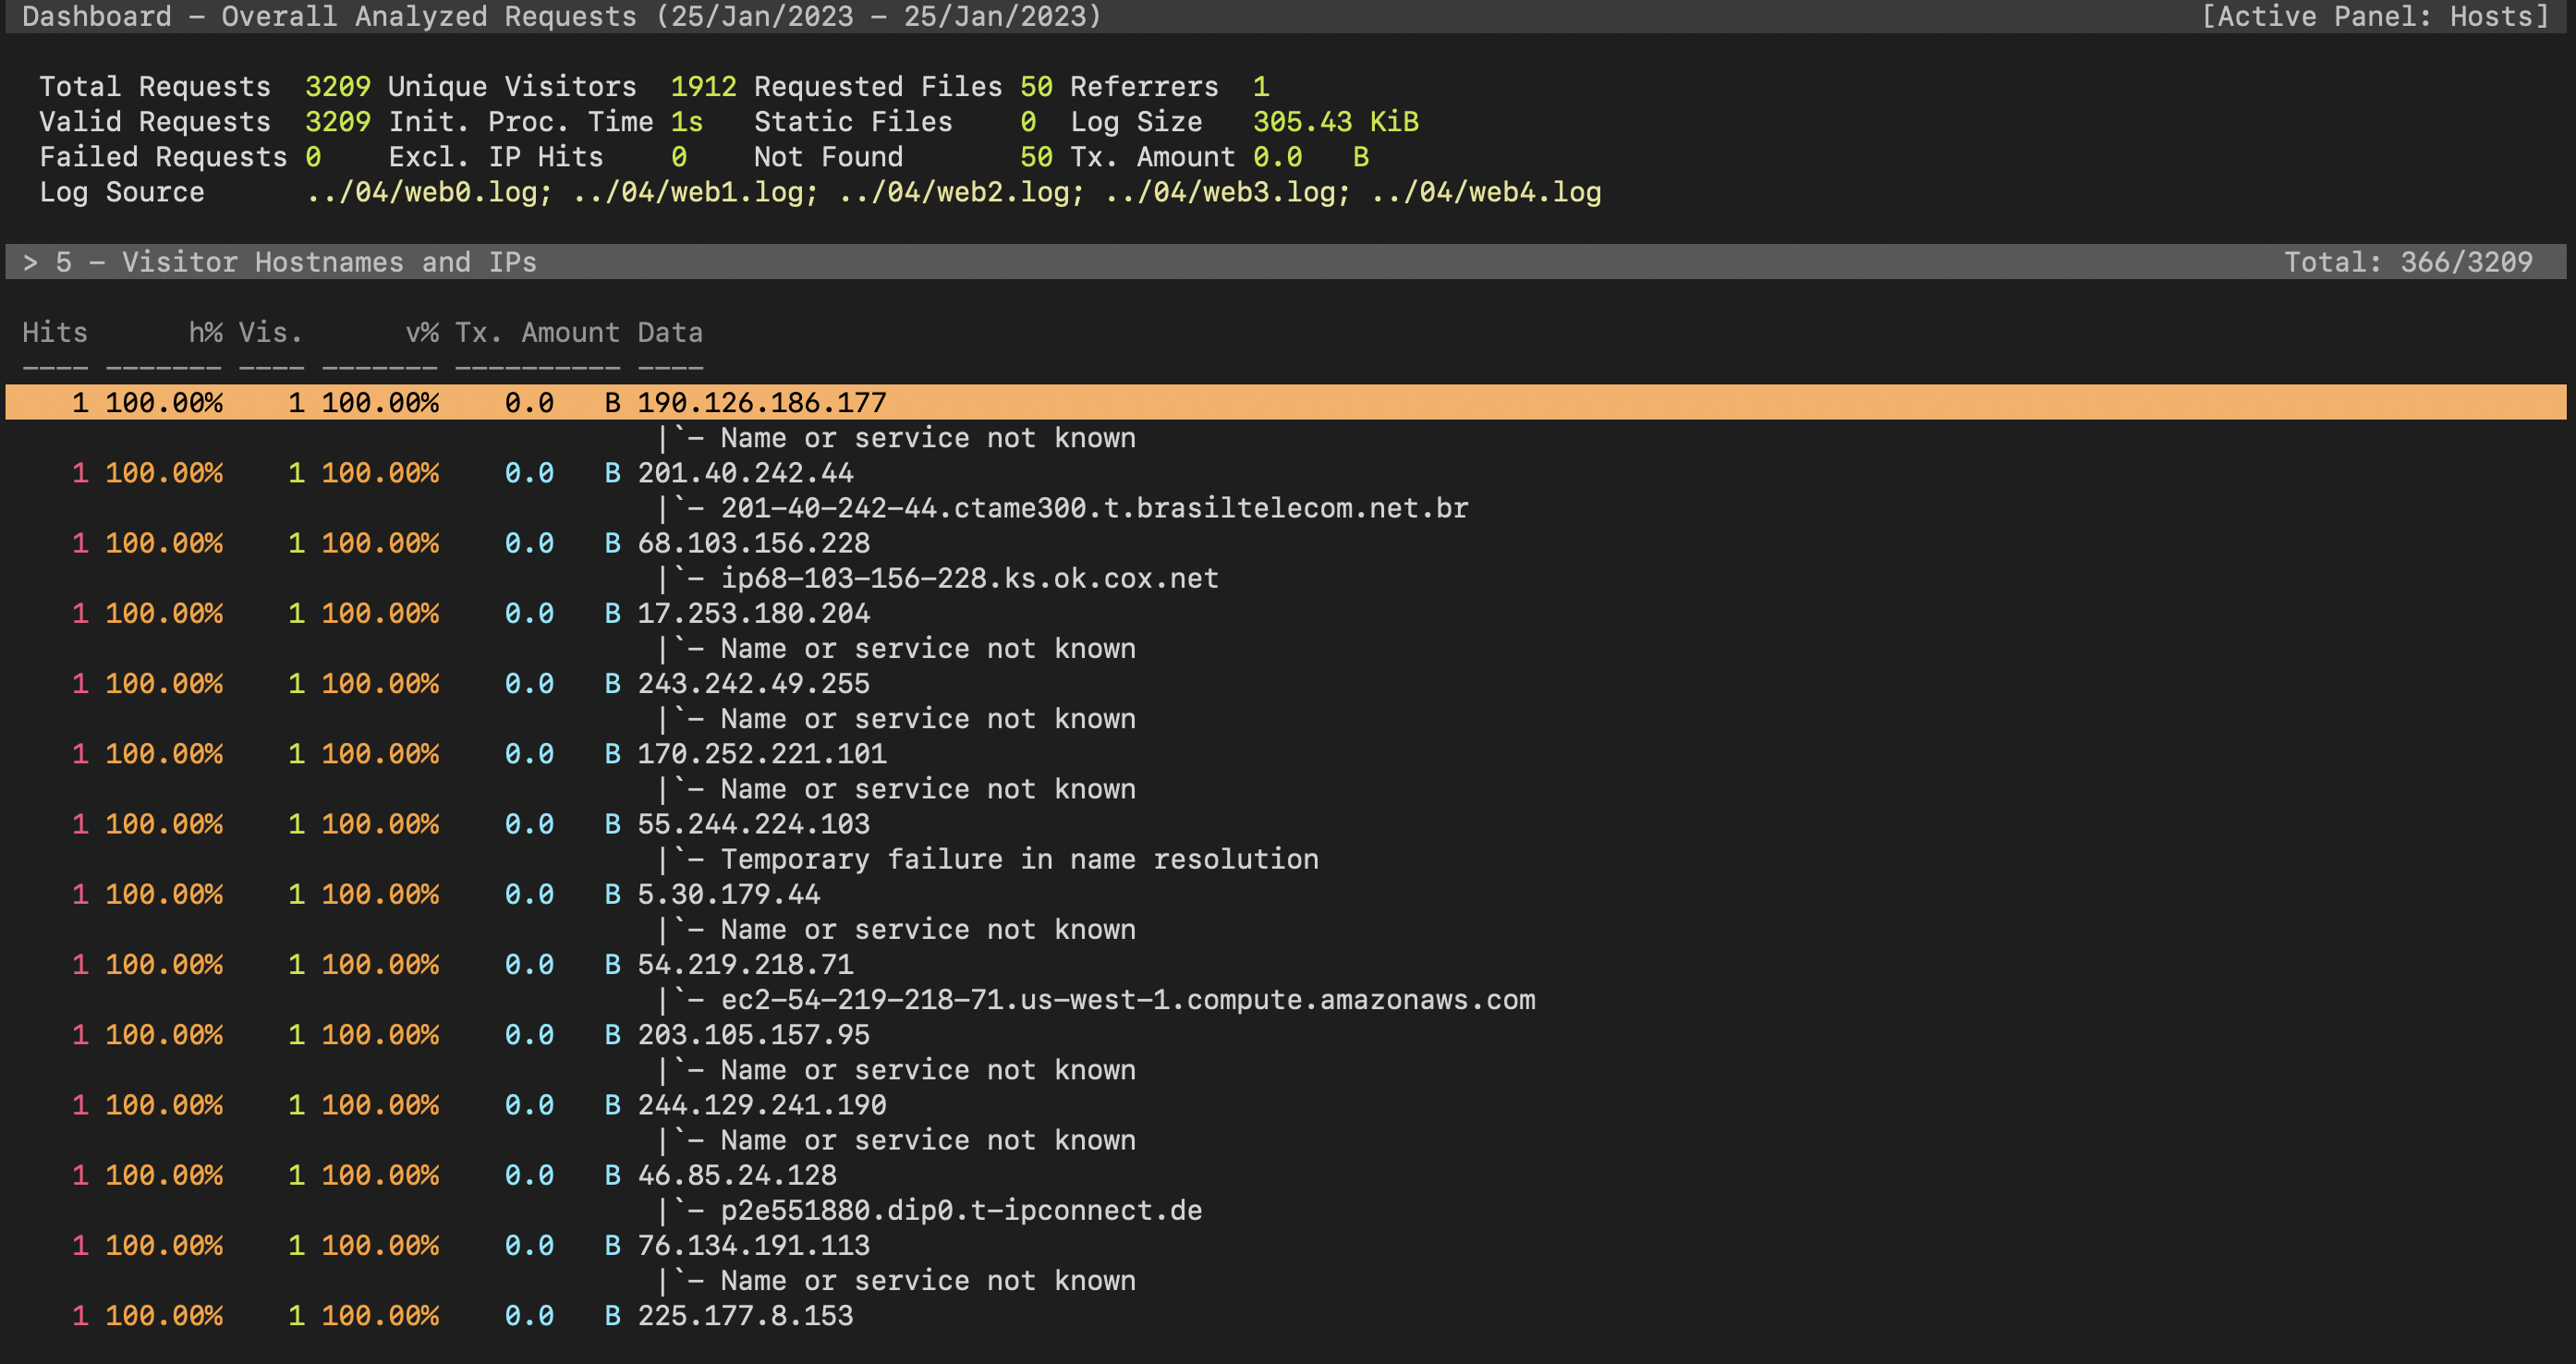 Dashboard - Overall Analyzed Requests (25/Jan/2023 - 25/Jan/2023) [Active Panel: Hosts]
Total Requests 3209 Unique Visitors 1912 Requested Files 50 Referrers 1
Valid Requests 3209 Init. Proc. Time 1s Static Files 0 Log Size 305.43 KiB
Failed Requests 0 Excl. IP Hits 0 Not Found 50 Tx. Amount 0.0 B
Log Source ../04/web0.log; ../04/web1.log; ../04/web2.log; ../04/web3.log; ../04/web4.log
> 5 - Visitor Hostnames and IPs Total: 366/3209
Hits h% Vis. v% Tx. Amount Data
---- ------- ---- ------- ---------- ----
1 100.00% 1 100.00% 0.0 B 190.126.186.177
|`- Name or service not known
1 100.00% 1 100.00% 0.0 B 201.40.242.44
|`- 201-40-242-44.ctame300.t.brasiltelecom.net.br
1 100.00% 1 100.00% 0.0 B 68.103.156.228
|`- ip68-103-156-228.ks.ok.cox.net
1 100.00% 1 100.00% 0.0 B 17.253.180.204
|`- Name or service not known
1 100.00% 1 100.00% 0.0 B 243.242.49.255
|`- Name or service not known
1 100.00% 1 100.00% 0.0 B 170.252.221.101
|`- Name or service not known
1 100.00% 1 100.00% 0.0 B 55.244.224.103
|`- Temporary failure in name resolution
1 100.00% 1 100.00% 0.0 B 5.30.179.44
|`- Name or service not known
1 100.00% 1 100.00% 0.0 B 54.219.218.71
|`- ec2-54-219-218-71.us-west-1.compute.amazonaws.com
1 100.00% 1 100.00% 0.0 B 203.105.157.95
|`- Name or service not known
1 100.00% 1 100.00% 0.0 B 244.129.241.190
|`- Name or service not known
1 100.00% 1 100.00% 0.0 B 46.85.24.128
|`- p2e551880.dip0.t-ipconnect.de
1 100.00% 1 100.00% 0.0 B 76.134.191.113
|`- Name or service not known
1 100.00% 1 100.00% 0.0 B 225.177.8.153